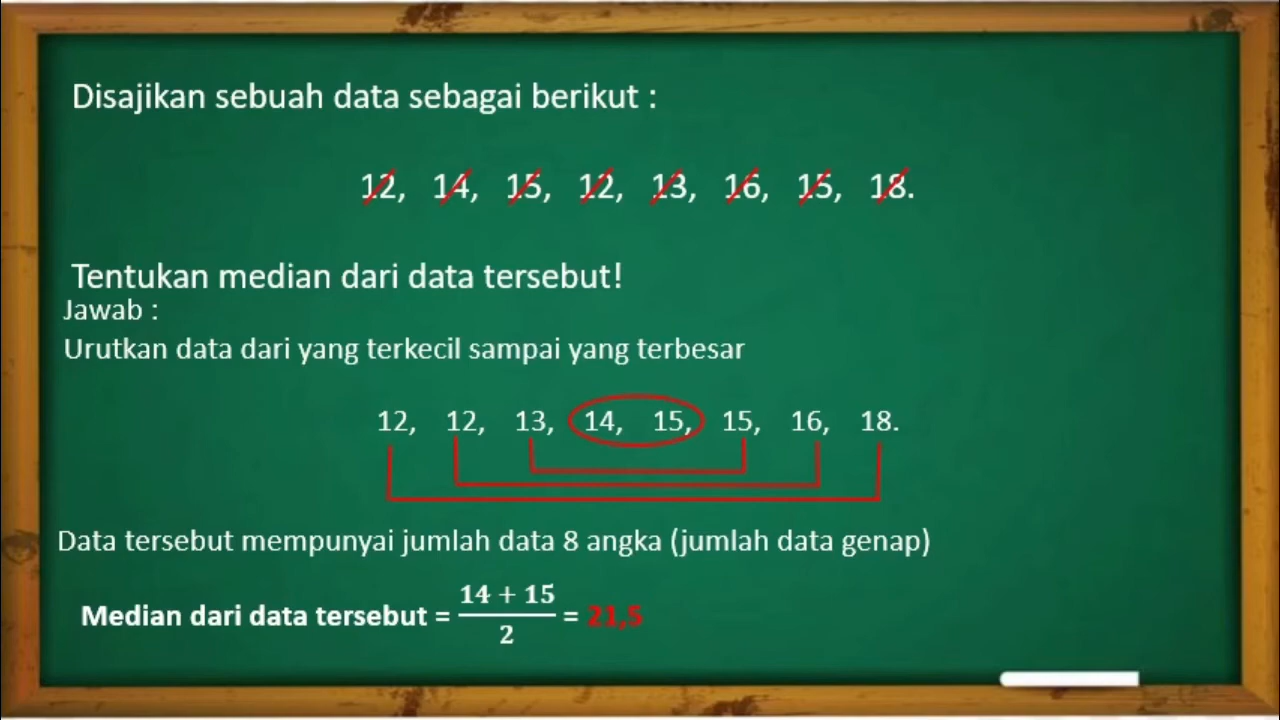 Disajikan sebuah data sebagai berikut :
12, 14, 15, 12, 13, 16, 15, 18.
Tentukan median dari data tersebut!
Jawab :
Urutkan data dari yang terkecil sampai yang terbesar
12, 12, 13, 14, 15, 15, 16, 18.
Data tersebut mempunyai jumlah data 8 angka (jumlah data genap)
Median dari data tersebut = 14 + 15 / 2 = 21,5